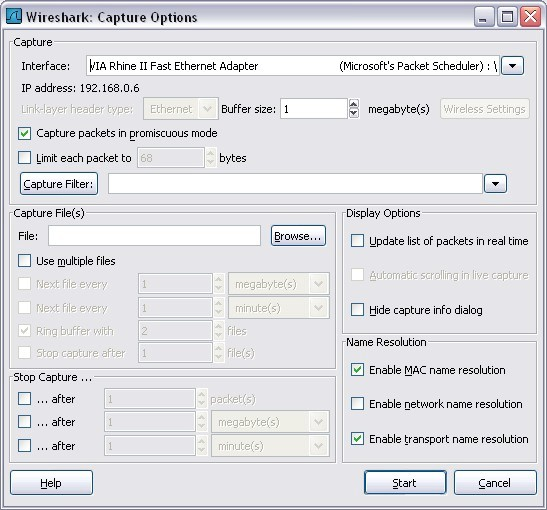 Wireshark: Capture Options
Capture
Interface: VIA Rhine II Fast Ethernet Adapter (Microsoft's Packet Scheduler) : \
IP address: 192.168.0.6
Link-layer header type: Ethernet Buffer size: 1 megabyte(s) Wireless Settings
Capture packets in promiscuous mode
Limit each packet to 68 bytes
Capture Filter:
Capture File(s)
File: Browse...
Use multiple files
Next file every 1 megabyte(s)
Next file every 1 minute(s)
Ring buffer with 2 files
Stop capture after 1 file(s)
Stop Capture ...
... after 1 packet(s)
... after 1 megabyte(s)
... after 1 minute(s)
Display Options
Update list of packets in real time
Automatic scrolling in live capture
Hide capture info dialog
Name Resolution
Enable MAC name resolution
Enable network name resolution
Enable transport name resolution
Help Start Cancel